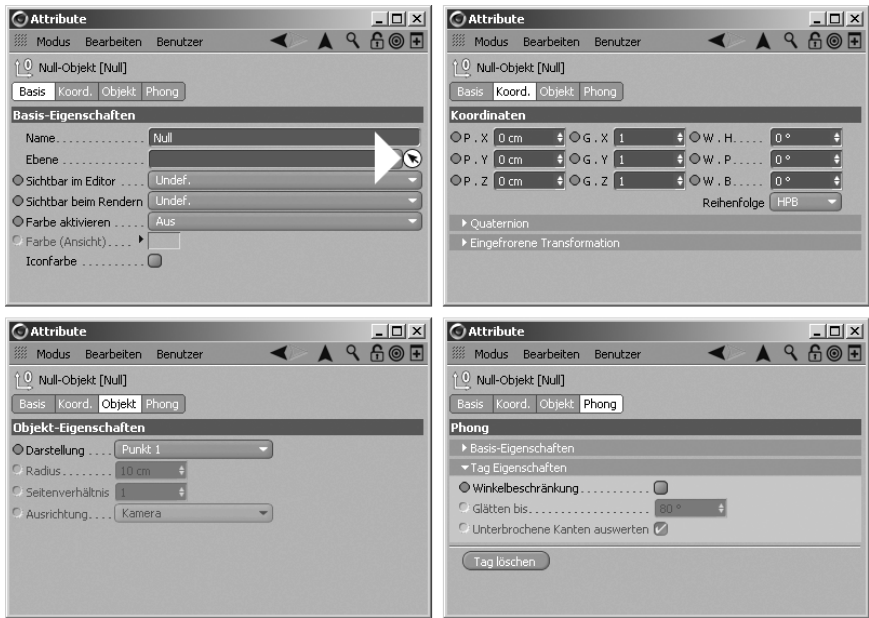 Attribute
Modus Bearbeiten Benutzer
Null-Objekt [Null]
Basis Koord. Objekt Phong
Basis-Eigenschaften
Name............. Null
Ebene ............
Sichtbar im Editor .... Undef.
Sichtbar beim Rendern Undef.
Farbe aktivieren ..... Aus
Farbe (Ansicht)....
Iconfarbe ..........
Attribute
Modus Bearbeiten Benutzer
Null-Objekt [Null]
Basis Koord. Objekt Phong
Koordinaten
P . X 0 cm G . X 1 W . H..... 0 °
P . Y 0 cm G . Y 1 W . P..... 0 °
P . Z 0 cm G . Z 1 W . B..... 0 °
Reihenfolge HPB
Quaternion
Eingefrorene Transformation
Attribute
Modus Bearbeiten Benutzer
Null-Objekt [Null]
Basis Koord. Objekt Phong
Objekt-Eigenschaften
Darstellung .... Punkt 1
Radius........ 10 cm
Seitenverhältnis 1
Ausrichtung.... Kamera
Attribute
Modus Bearbeiten Benutzer
Null-Objekt [Null]
Basis Koord. Objekt Phong
Phong
Basis-Eigenschaften
Tag Eigenschaften
Winkelbeschränkung...........
Glätten bis.................. 80 °
Unterbrochene Kanten auswerten
Tag löschen